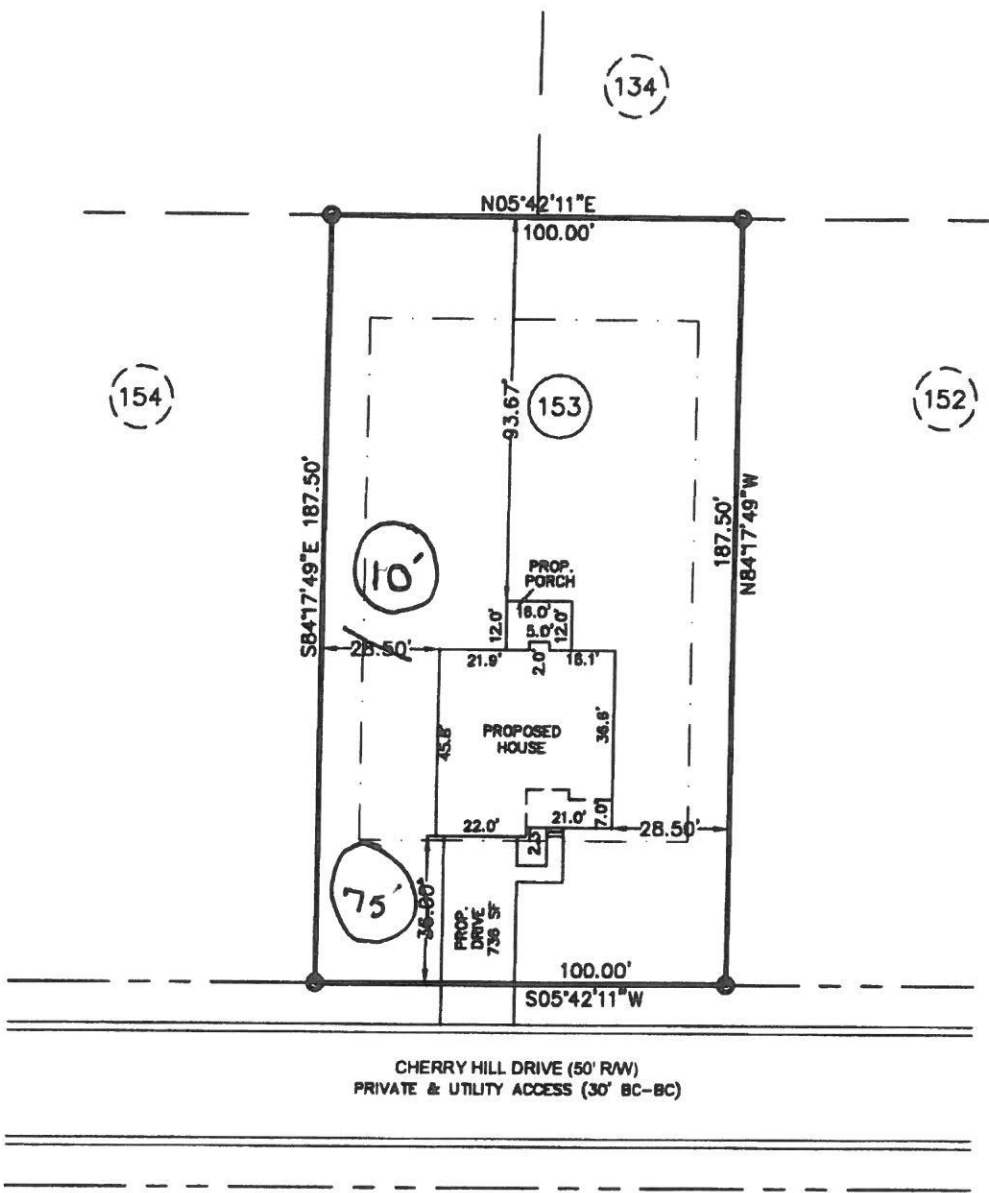 134
N05°42'11"E
100.00'
154
93.67'
153
152
S84°17'49"E 187.50'
187.50'
N84°17'49"W
10'
PROP.
PORCH
16.0'
12.0'
5.0'
12.0'
28.50'
21.9'
2.0'
16.1'
45.8'
PROPOSED
HOUSE
36.6'
22.0'
21.0'
7.0'
28.50'
2.5'
75'
36.00'
PROP.
DRIVE
736 SF
100.00'
S05°42'11"W
CHERRY HILL DRIVE (50' R/W)
PRIVATE & UTILITY ACCESS (30' BC-BC)